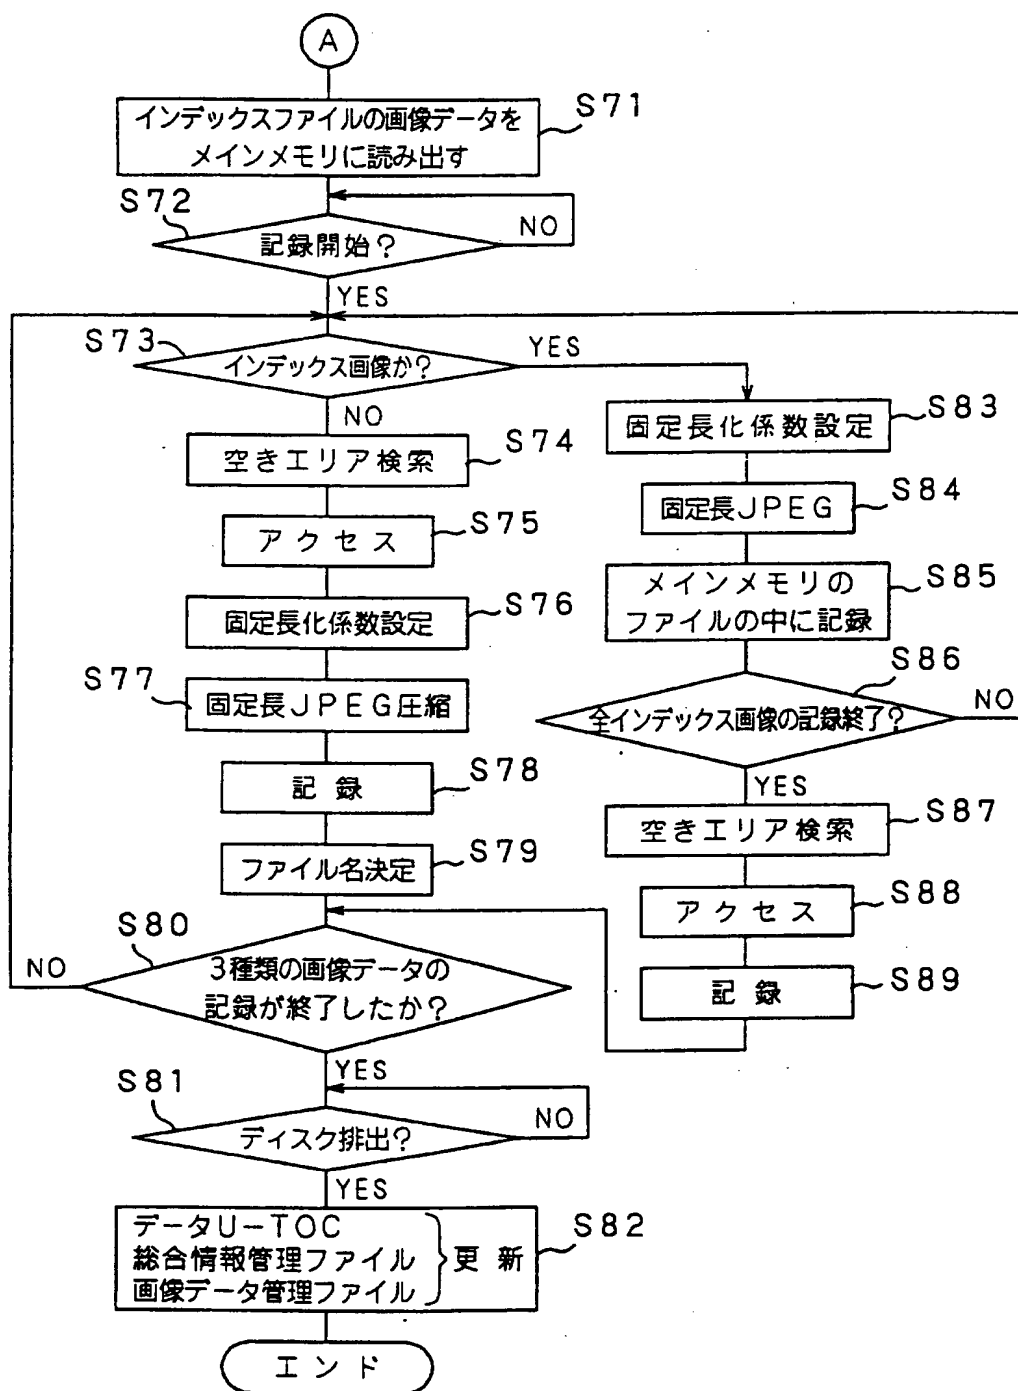 A
S71
インデックスファイルの画像データを
メインメモリに読み出す
S72
NO
記録開始?
YES
S73
インデックス画像か?
YES
NO
S74
空きエリア検索
S75
アクセス
S76
固定長化係数設定
S77
固定長JPEG圧縮
S78
記録
S79
ファイル名決定
S80
NO
3種類の画像データの
記録が終了したか?
YES
S81
NO
ディスク排出?
YES
S82
データU-TOC
総合情報管理ファイル
画像データ管理ファイル
更新
エンド
S83
固定長化係数設定
S84
固定長JPEG
S85
メインメモリの
ファイルの中に記録
S86
全インデックス画像の記録終了?
NO
YES
S87
空きエリア検索
S88
アクセス
S89
記録